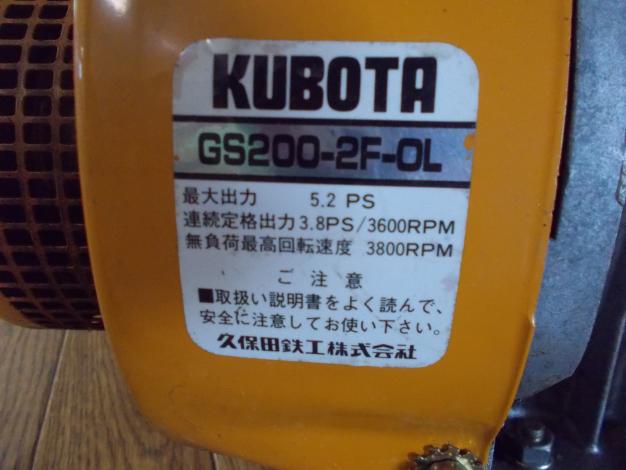 KUBOTA
GS200-2F-OL
最大出力 5.2 PS
連続定格出力 3.8PS/3600RPM
無負荷最高回転速度 3800RPM
ご注意
■取扱い説明書をよく読んで、
安全に注意してお使い下さい。
久保田鉄工株式会社